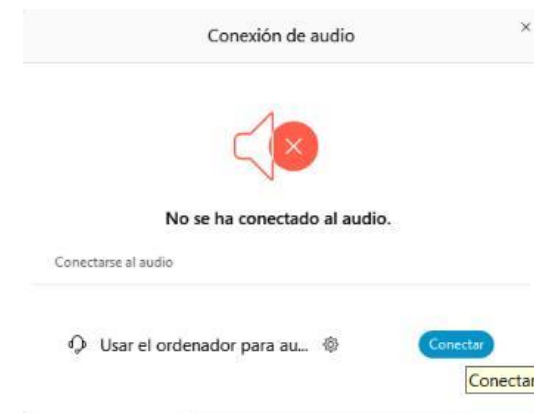 Conexión de audio
No se ha conectado al audio.
Conectarse al audio
Usar el ordenador para au... Conectar
Conectar